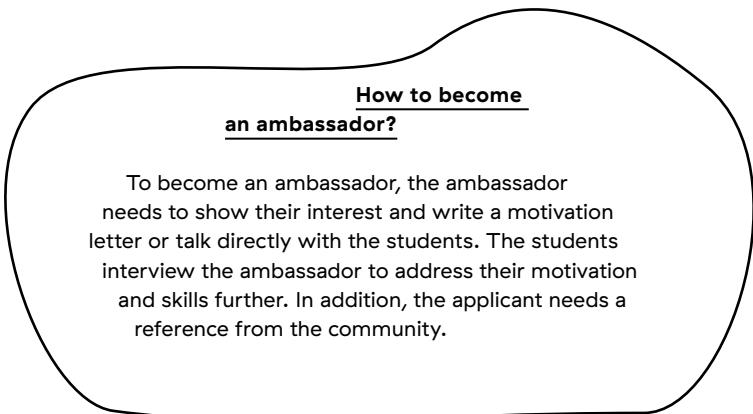 How to become
an ambassador?
To become an ambassador, the ambassador
needs to show their interest and write a motivation
letter or talk directly with the students. The students
interview the ambassador to address their motivation
and skills further. In addition, the applicant needs a
reference from the community.